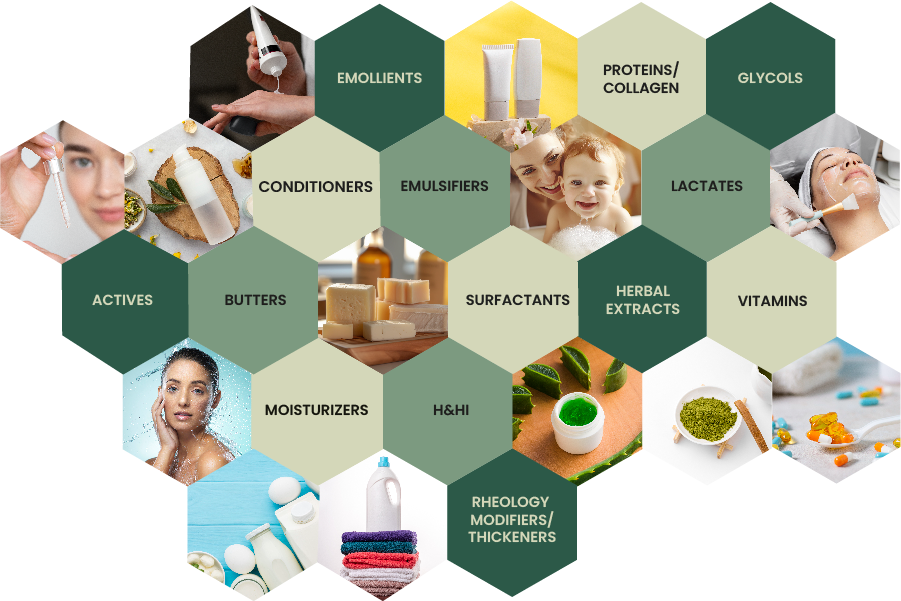 EMOLLIENTS
PROTEINS/
COLLAGEN
GLYCOLS
CONDITIONERS
EMULSIFIERS
LACTATES
ACTIVES
BUTTERS
SURFACTANTS
HERBAL
EXTRACTS
VITAMINS
MOISTURIZERS
H&HI
RHEOLOGY
MODIFIERS/
THICKENERS